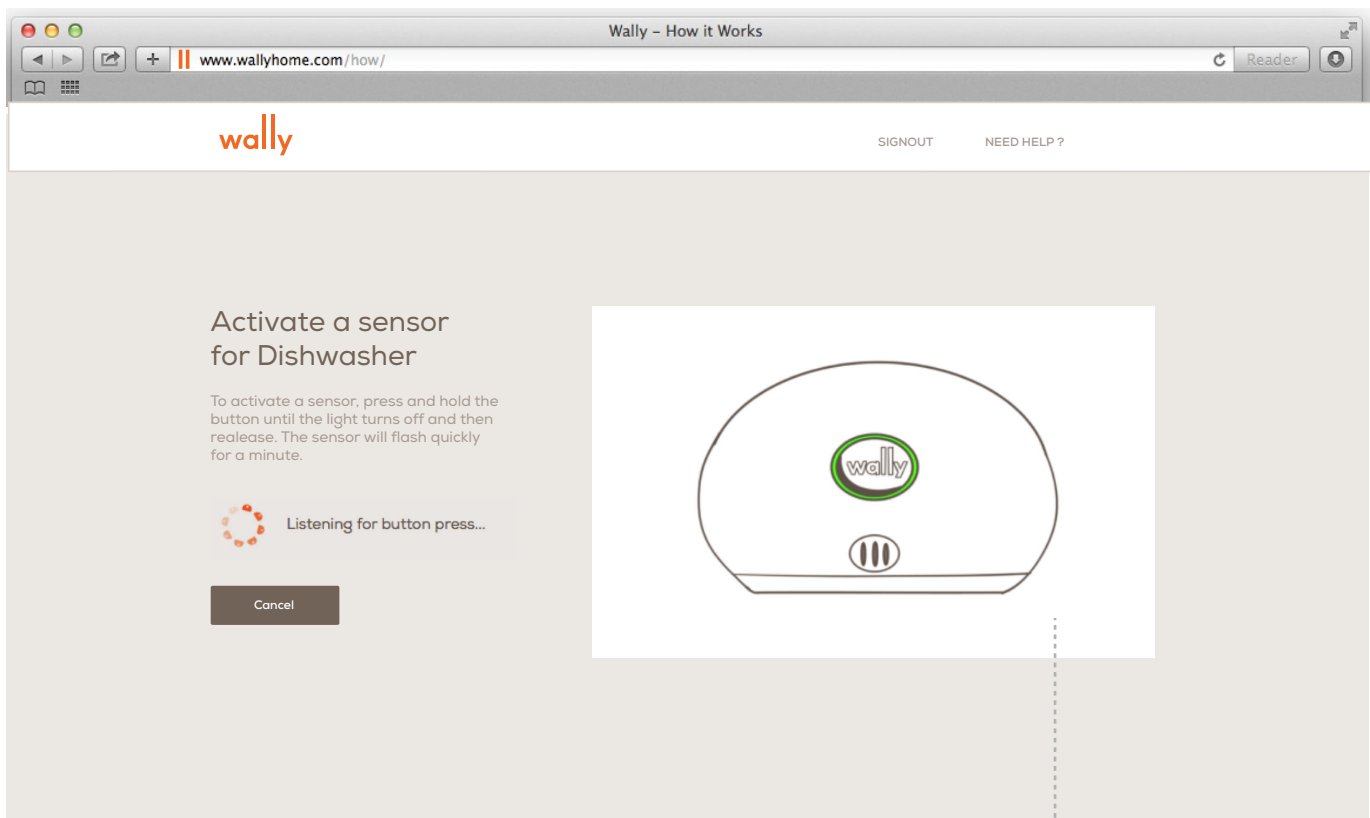 Wally – How it Works
www.wallyhome.com/how/
Reader
wally
SIGNOUT
NEED HELP ?
Activate a sensor
for Dishwasher
To activate a sensor, press and hold the
button until the light turns off and then
realease. The sensor will flash quickly
for a minute.
Listening for button press...
Cancel
wally